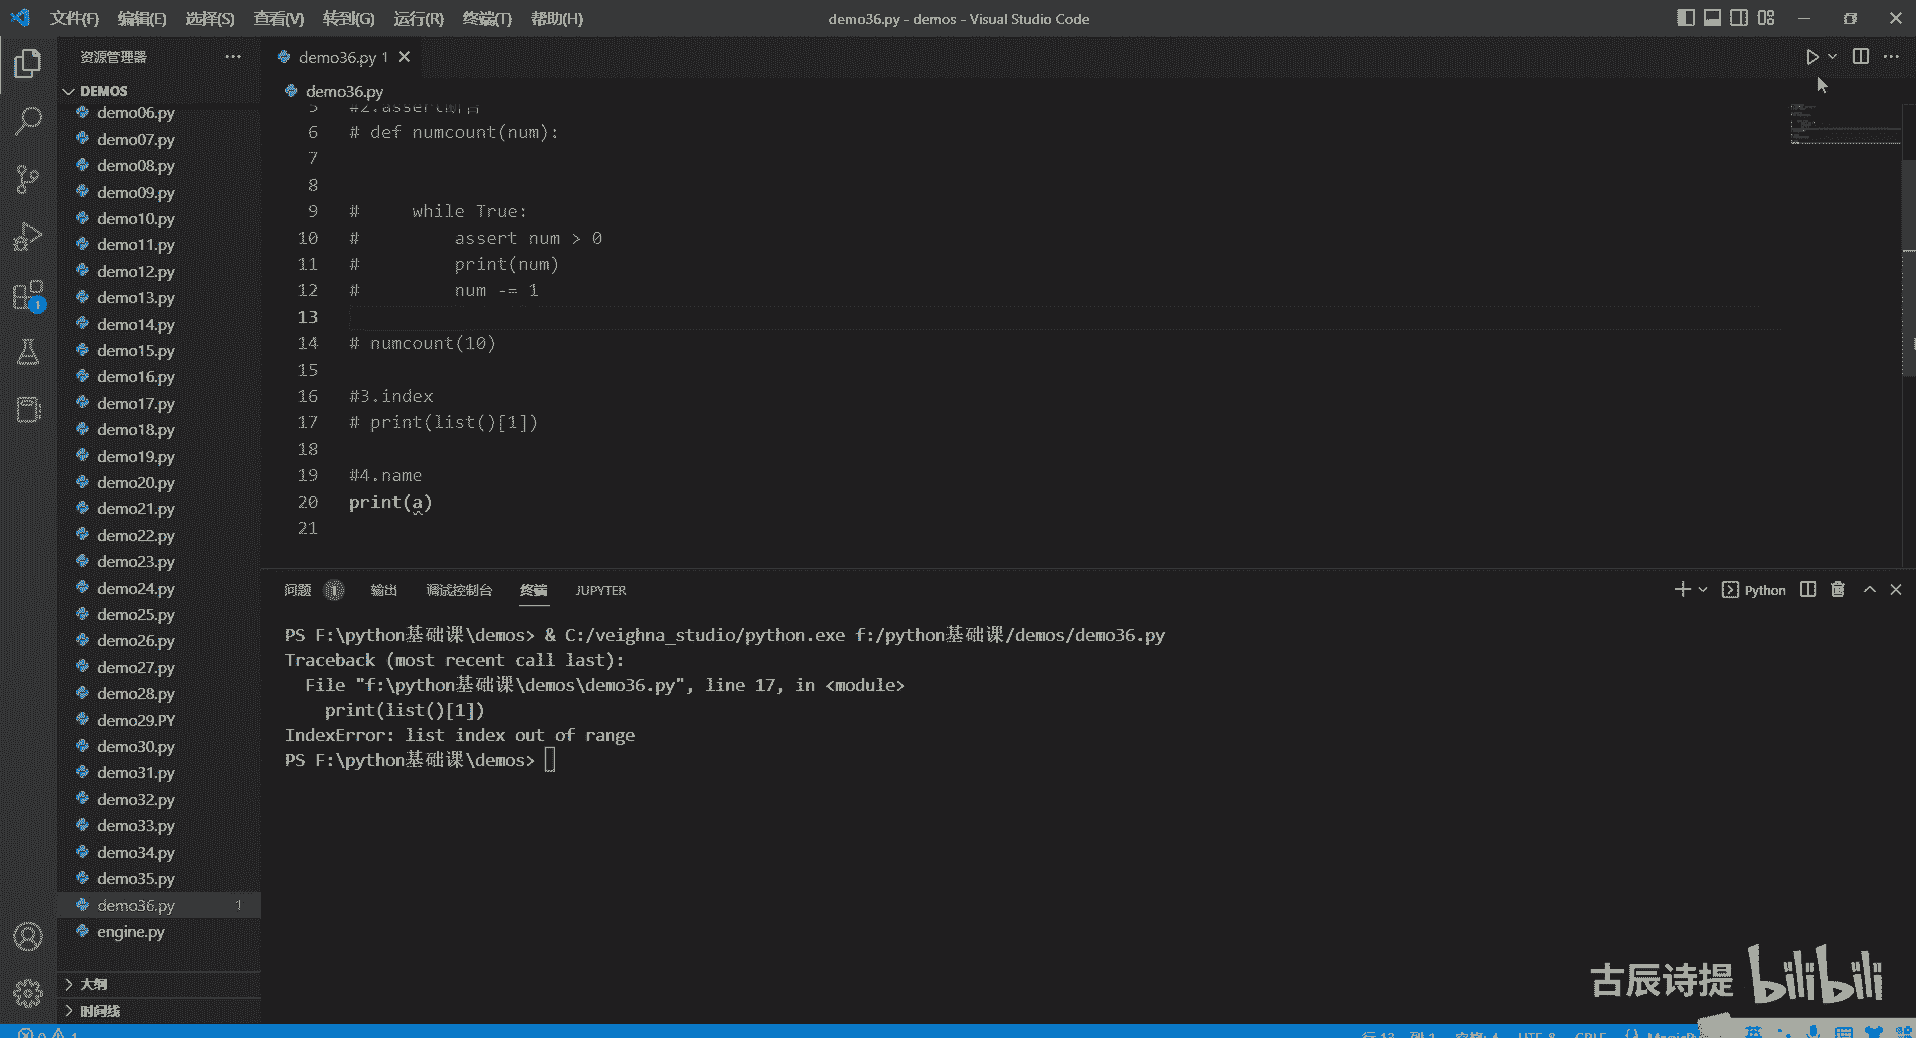 文件(F) 编辑(E) 选择(S) 查看(V) 转到(G) 运行(R) 终端(T) 帮助(H) demo36.py - demos - Visual Studio Code
资源管理器
DEMOS
demo06.py
demo07.py
demo08.py
demo09.py
demo10.py
demo11.py
demo12.py
demo13.py
demo14.py
demo15.py
demo16.py
demo17.py
demo18.py
demo19.py
demo20.py
demo21.py
demo22.py
demo23.py
demo24.py
demo25.py
demo26.py
demo27.py
demo28.py
demo29.PY
demo30.py
demo31.py
demo32.py
demo33.py
demo34.py
demo35.py
demo36.py 1
engine.py
大纲
时间线
demo36.py 1
demo36.py
5 #2.assert断言
6 # def numcount(num):
7
8
9 # while True:
10 # assert num > 0
11 # print(num)
12 # num -= 1
13
14 # numcount(10)
15
16 #3.index
17 # print(list()[1])
18
19 #4.name
20 print(a)
21
问题 1 输出 调试控制台 终端 JUPYTER
Python
PS F:\python基础课\demos> & C:/veighna_studio/python.exe f:/python基础课/demos/demo36.py
Traceback (most recent call last):
File "f:\python基础课\demos\demo36.py", line 17, in <module>
print(list()[1])
IndexError: list index out of range
PS F:\python基础课\demos>
古辰诗提 bilibili
英